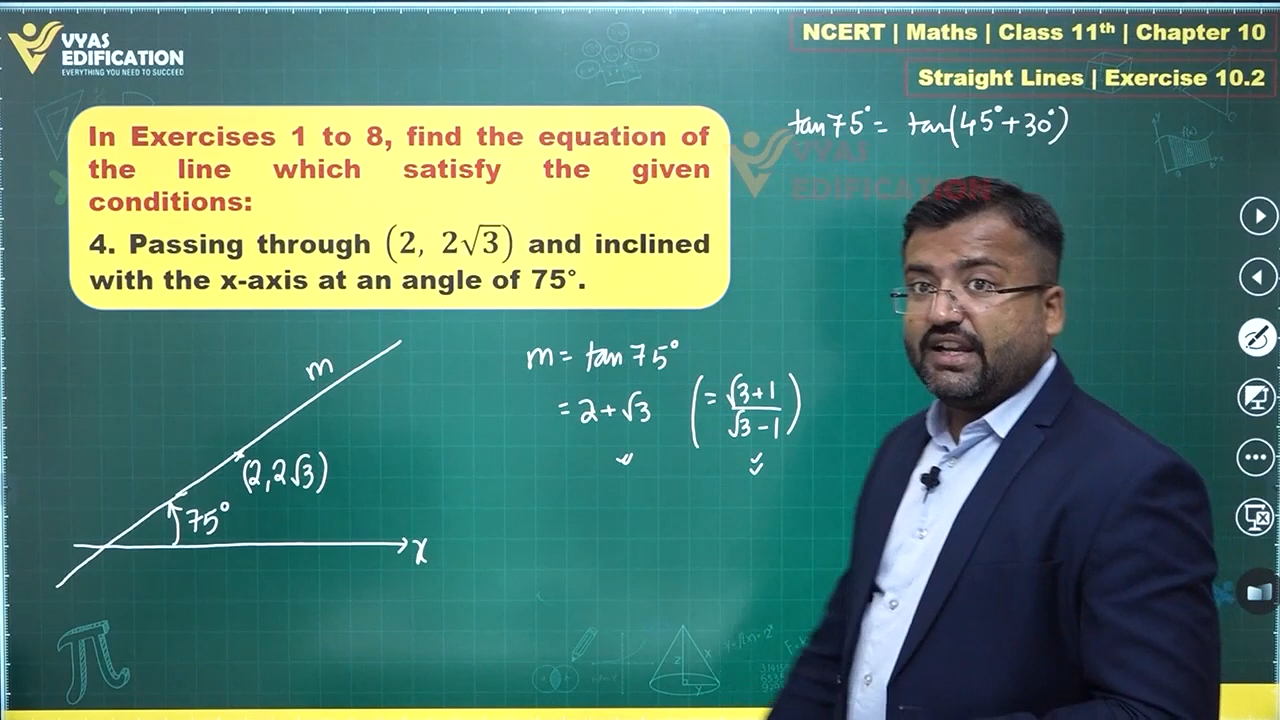 VYAS
EDIFICATION
EVERYTHING YOU NEED TO SUCCEED
NCERT | Maths | Class 11th | Chapter 10
Straight Lines | Exercise 10.2
In Exercises 1 to 8, find the equation of
the line which satisfy the given
conditions:
4. Passing through (2, 2√3) and inclined
with the x-axis at an angle of 75°.
tan75° = tan(45°+30°)
VYAS
EDIFICATION
m
(2, 2√3)
75°
x
m = tan 75°
= 2 + √3 (= √3+1 / √3-1)